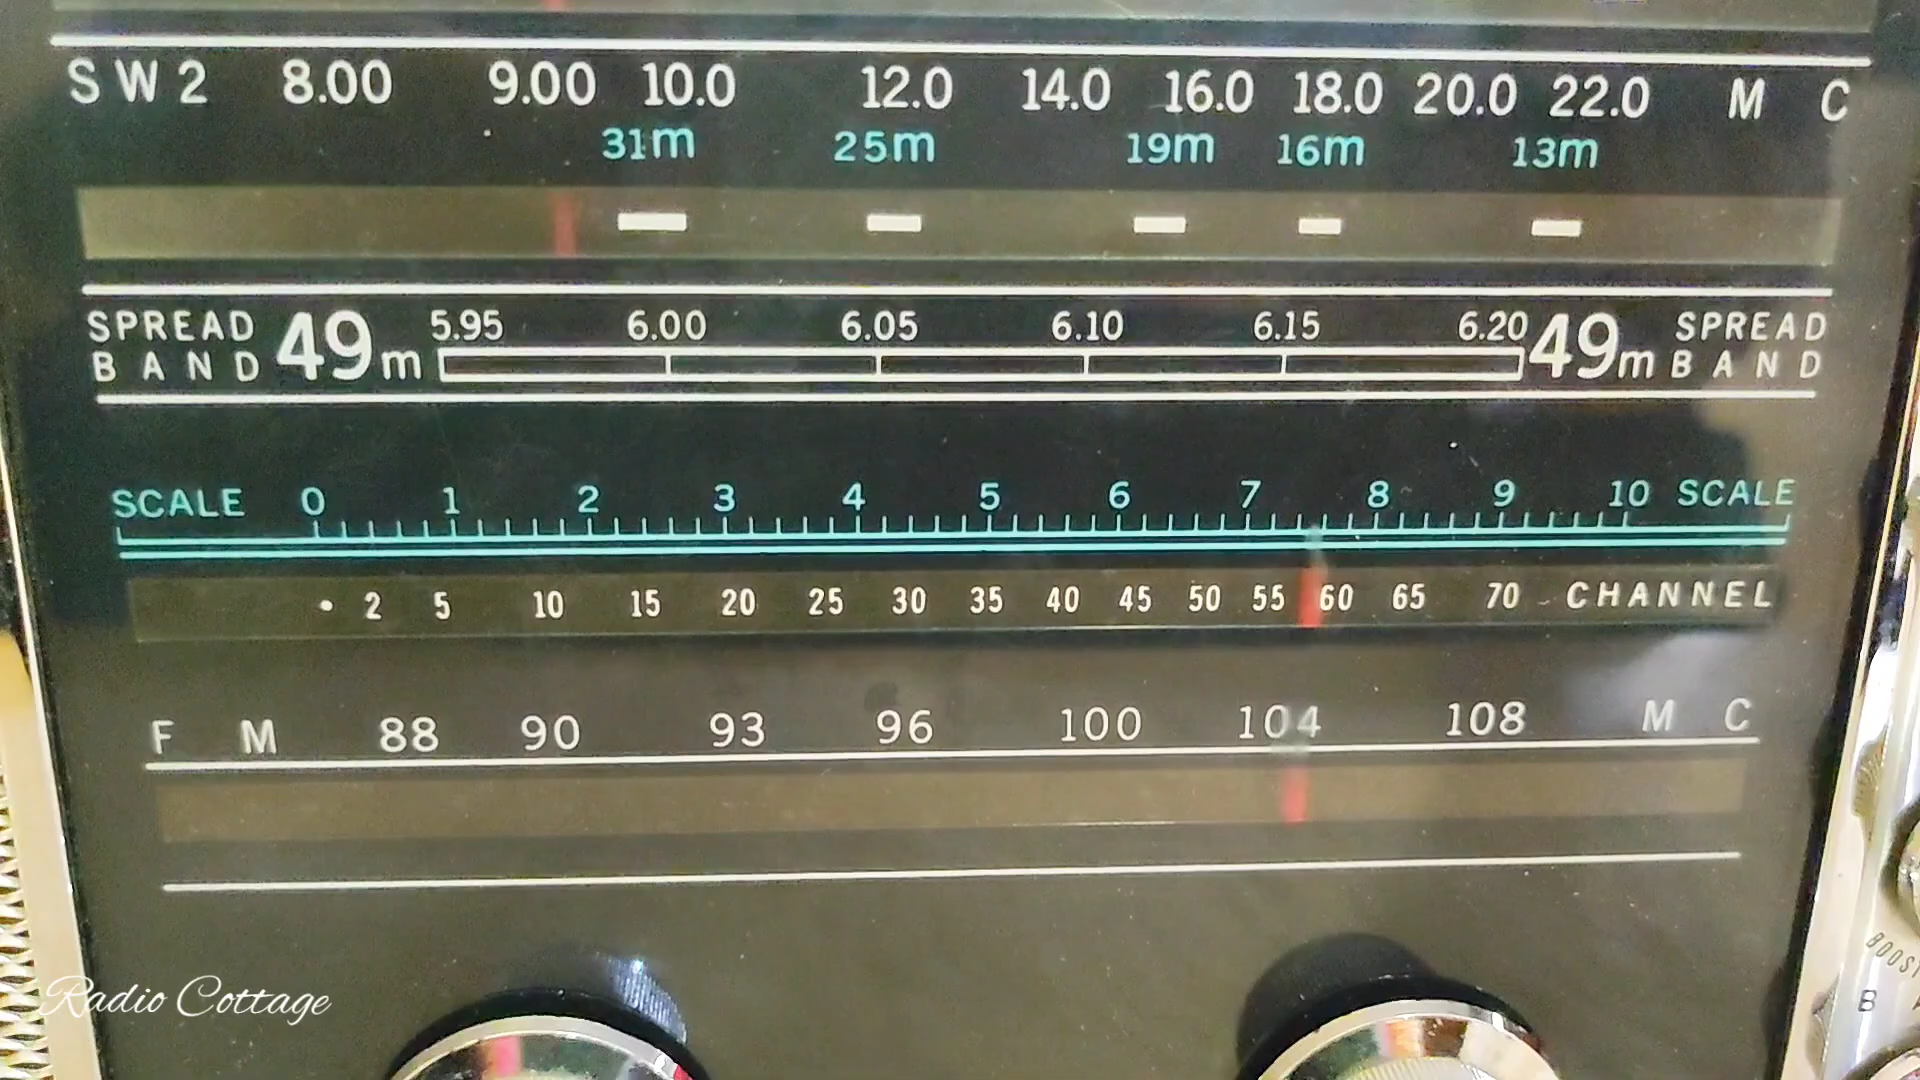 SW2 8.00 9.00 10.0 12.0 14.0 16.0 18.0 20.0 22.0 M C
31m 25m 19m 16m 13m
SPREAD BAND 49m 5.95 6.00 6.05 6.10 6.15 6.20 49m SPREAD BAND
SCALE 0 1 2 3 4 5 6 7 8 9 10 SCALE
• 2 5 10 15 20 25 30 35 40 45 50 55 60 65 70 CHANNEL
F M 88 90 93 96 100 104 108 M C
BOOST
B
Radio Cottage